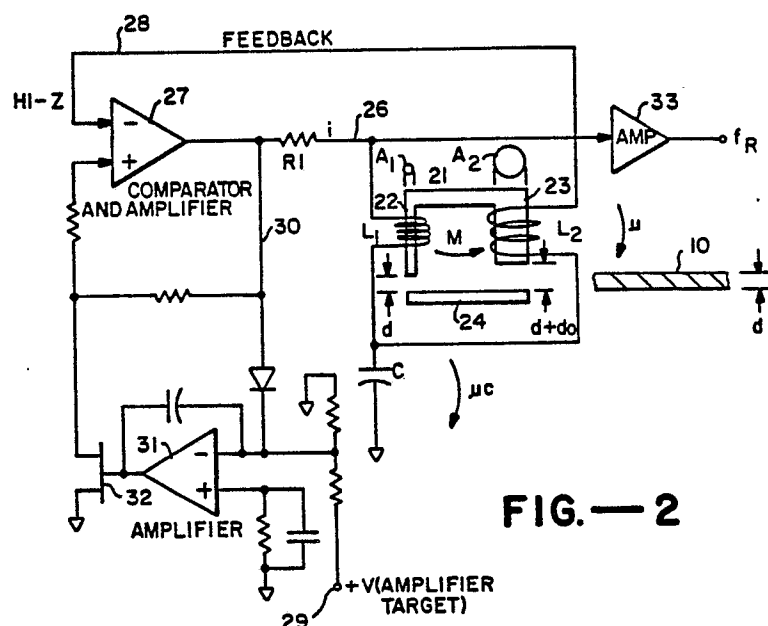 28
FEEDBACK
HI-Z
27
33
i
26
AMP
fR
R1
A1
A2
21
22
23
COMPARATOR
AND AMPLIFIER
30
L1
M
L2
μ
10
d
24
d+do
d
C
μc
31
32
AMPLIFIER
FIG.—2
+V(AMPLIFIER
TARGET)
29